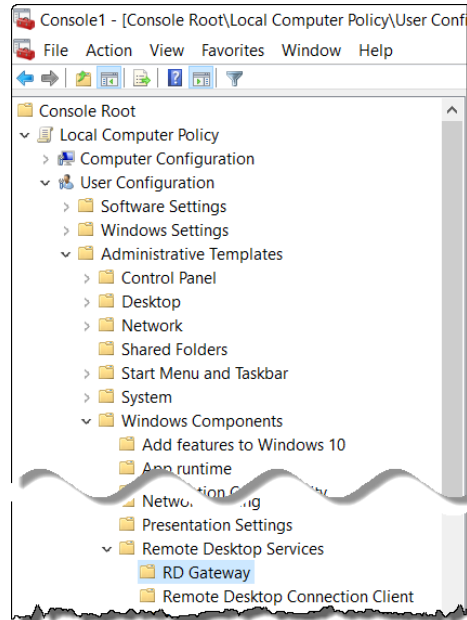 Console1 - [Console Root\Local Computer Policy\User Confi
File Action View Favorites Window Help
Console Root
Local Computer Policy
Computer Configuration
User Configuration
Software Settings
Windows Settings
Administrative Templates
Control Panel
Desktop
Network
Shared Folders
Start Menu and Taskbar
System
Windows Components
Add features to Windows 10
App runtime
Presentation Settings
Remote Desktop Services
RD Gateway
Remote Desktop Connection Client